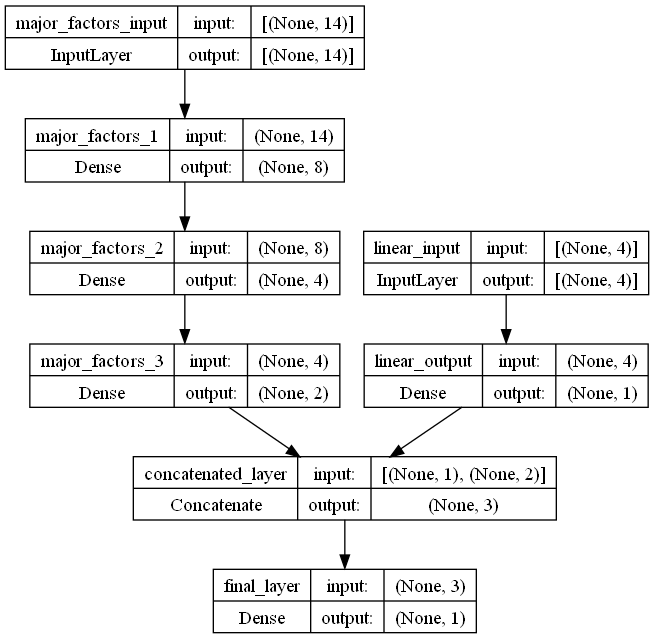 major_factors_input input: [(None, 14)]
InputLayer output: [(None, 14)]
major_factors_1 input: (None, 14)
Dense output: (None, 8)
major_factors_2 input: (None, 8)
Dense output: (None, 4)
linear_input input: [(None, 4)]
InputLayer output: [(None, 4)]
major_factors_3 input: (None, 4)
Dense output: (None, 2)
linear_output input: (None, 4)
Dense output: (None, 1)
concatenated_layer input: [(None, 1), (None, 2)]
Concatenate output: (None, 3)
final_layer input: (None, 3)
Dense output: (None, 1)